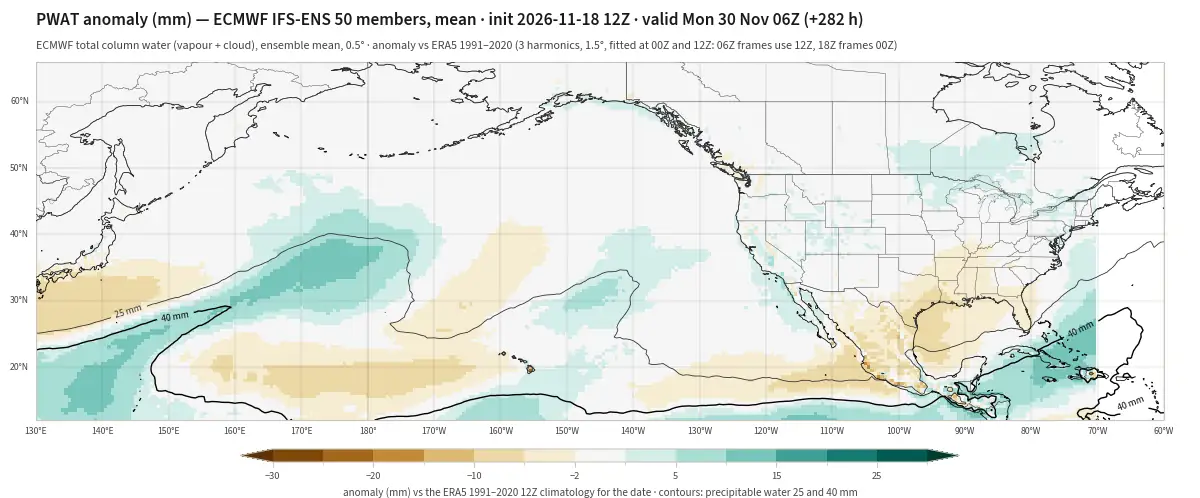 PWAT anomaly (mm) — ECMWF IFS-ENS 50 members, mean · init 2026-11-18 12Z · valid Mon 30 Nov 06Z (+282 h)
ECMWF total column water (vapour + cloud), ensemble mean, 0.5° · anomaly vs ERA5 1991–2020 (3 harmonics, 1.5°, fitted at 00Z and 12Z: 06Z frames use 12Z, 18Z frames 00Z)
60°N
50°N
40°N
30°N
20°N
25 mm
40 mm
40 mm
40 mm
130°E 140°E 150°E 160°E 170°E 180° 170°W 160°W 150°W 140°W 130°W 120°W 110°W 100°W 90°W 80°W 70°W 60°W
−30 −20 −10 −2 5 15 25
anomaly (mm) vs the ERA5 1991–2020 12Z climatology for the date · contours: precipitable water 25 and 40 mm